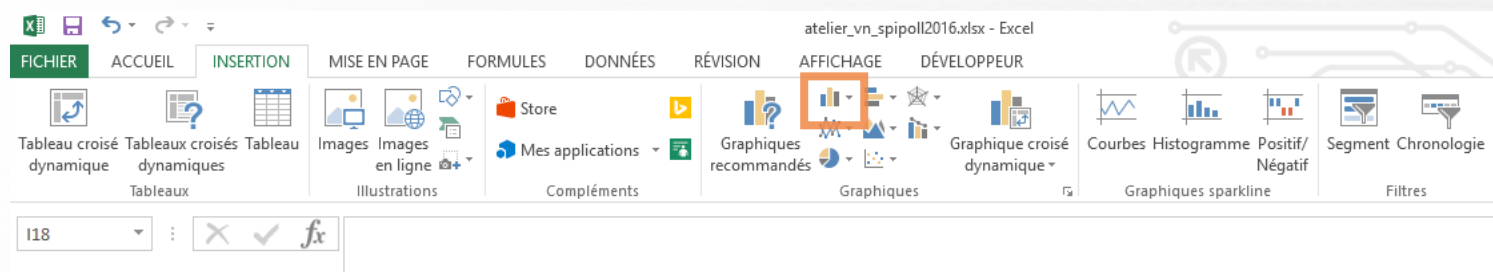 atelier_vn_spipoll2016.xlsx - Excel
FICHIER ACCUEIL INSERTION MISE EN PAGE FORMULES DONNÉES RÉVISION AFFICHAGE DÉVELOPPEUR
Tableau croisé dynamique
Tableaux croisés dynamiques
Tableau
Images
Images en ligne
Store
Mes applications
Graphiques recommandés
Graphique croisé dynamique
Courbes
Histogramme
Positif/ Négatif
Segment
Chronologie
Tableaux Illustrations Compléments Graphiques Graphiques sparkline Filtres
I18 fx